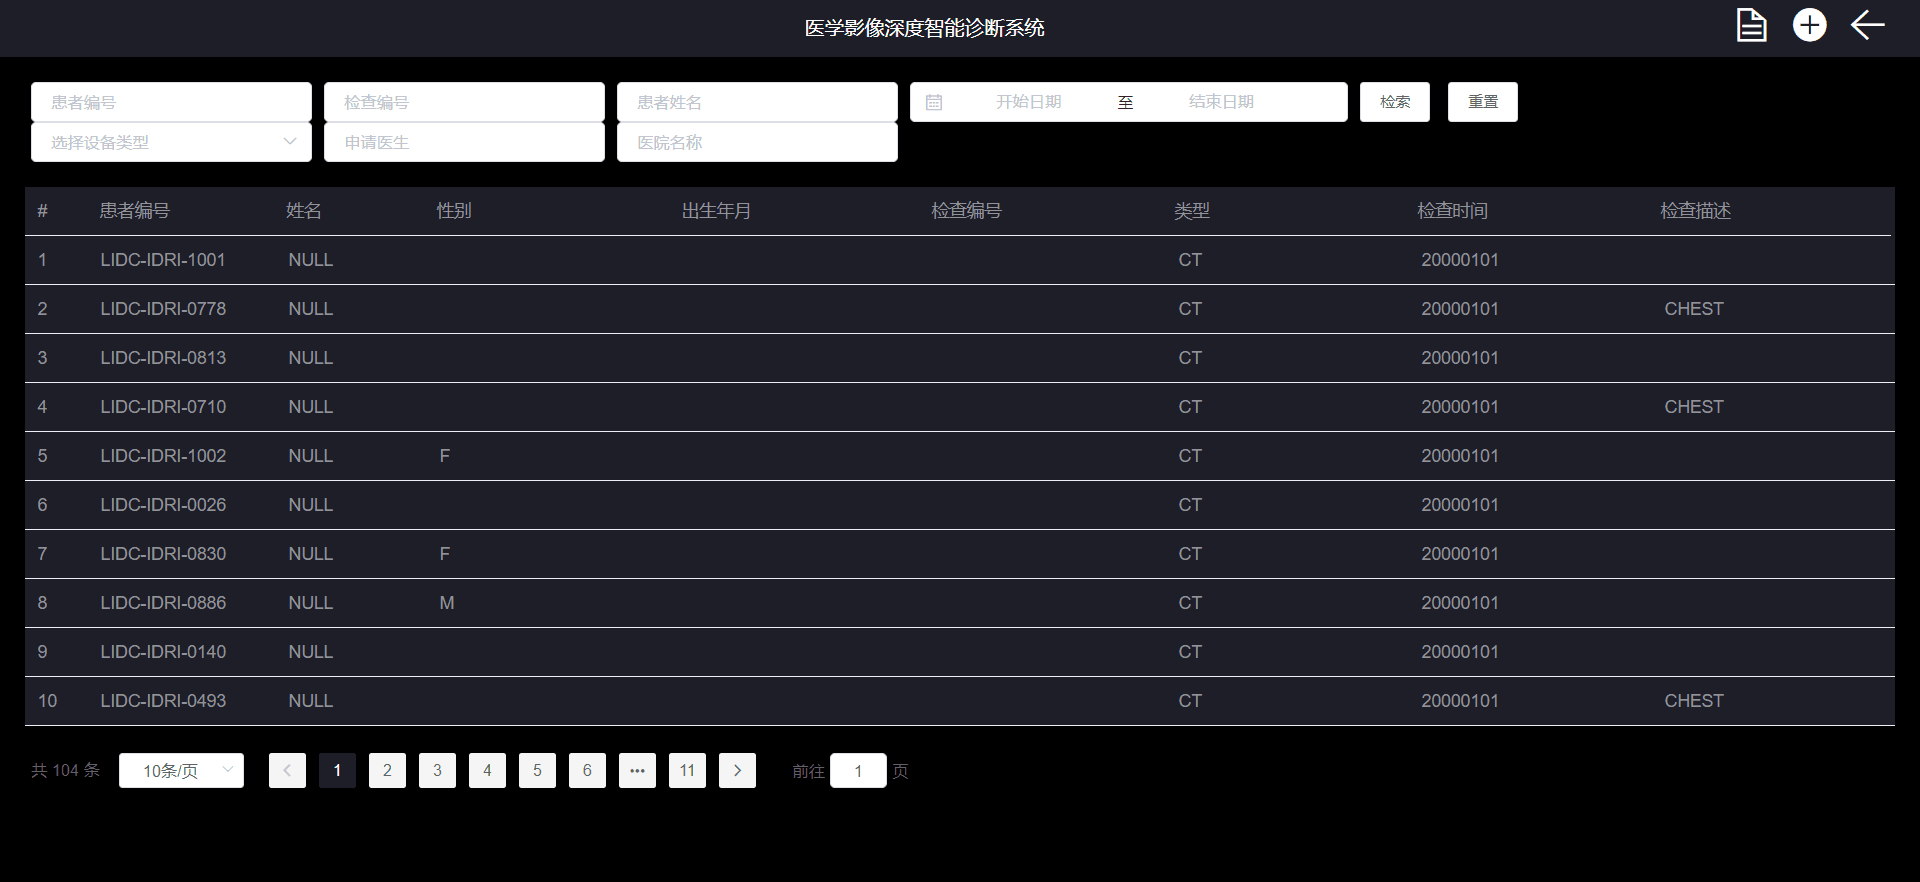 医学影像深度智能诊断系统
患者编号 检查编号 患者姓名 开始日期 至 结束日期 检索 重置
选择设备类型 申请医生 医院名称
# 患者编号 姓名 性别 出生年月 检查编号 类型 检查时间 检查描述
1 LIDC-IDRI-1001 NULL CT 20000101
2 LIDC-IDRI-0778 NULL CT 20000101 CHEST
3 LIDC-IDRI-0813 NULL CT 20000101
4 LIDC-IDRI-0710 NULL CT 20000101 CHEST
5 LIDC-IDRI-1002 NULL F CT 20000101
6 LIDC-IDRI-0026 NULL CT 20000101
7 LIDC-IDRI-0830 NULL F CT 20000101
8 LIDC-IDRI-0886 NULL M CT 20000101
9 LIDC-IDRI-0140 NULL CT 20000101
10 LIDC-IDRI-0493 NULL CT 20000101 CHEST
共 104 条 10条/页 1 2 3 4 5 6 ••• 11 前往 1 页